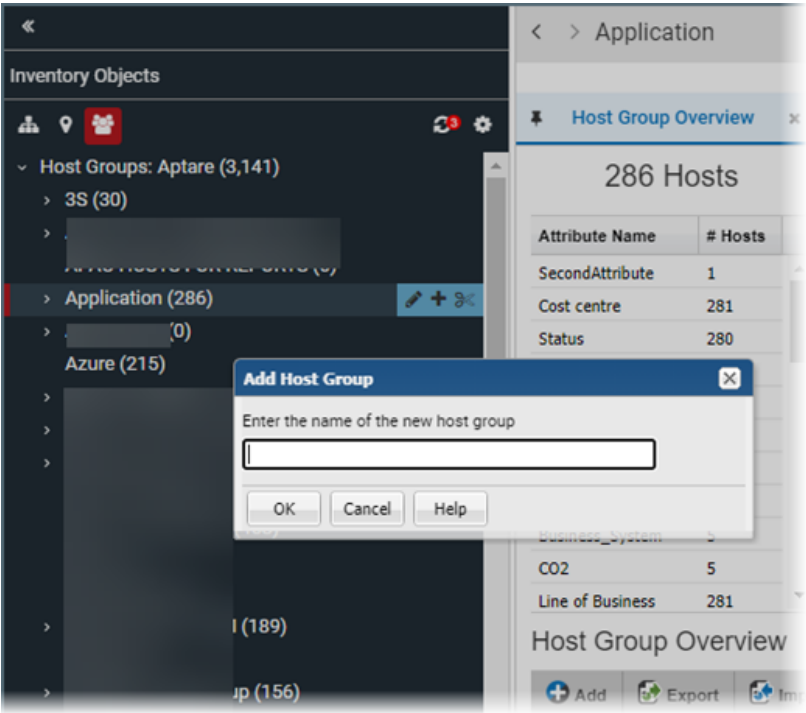 Inventory Objects
3
Host Groups: Aptare (3,141)
3S (30)
Application (286)
(0)
Azure (215)
(189)
up (156)
Application
Host Group Overview
286 Hosts
Attribute Name # Hosts
SecondAttribute 1
Cost centre 281
Status 280
Add Host Group
Enter the name of the new host group
OK Cancel Help
Business_System 5
CO2 5
Line of Business 281
Host Group Overview
Add Export Im